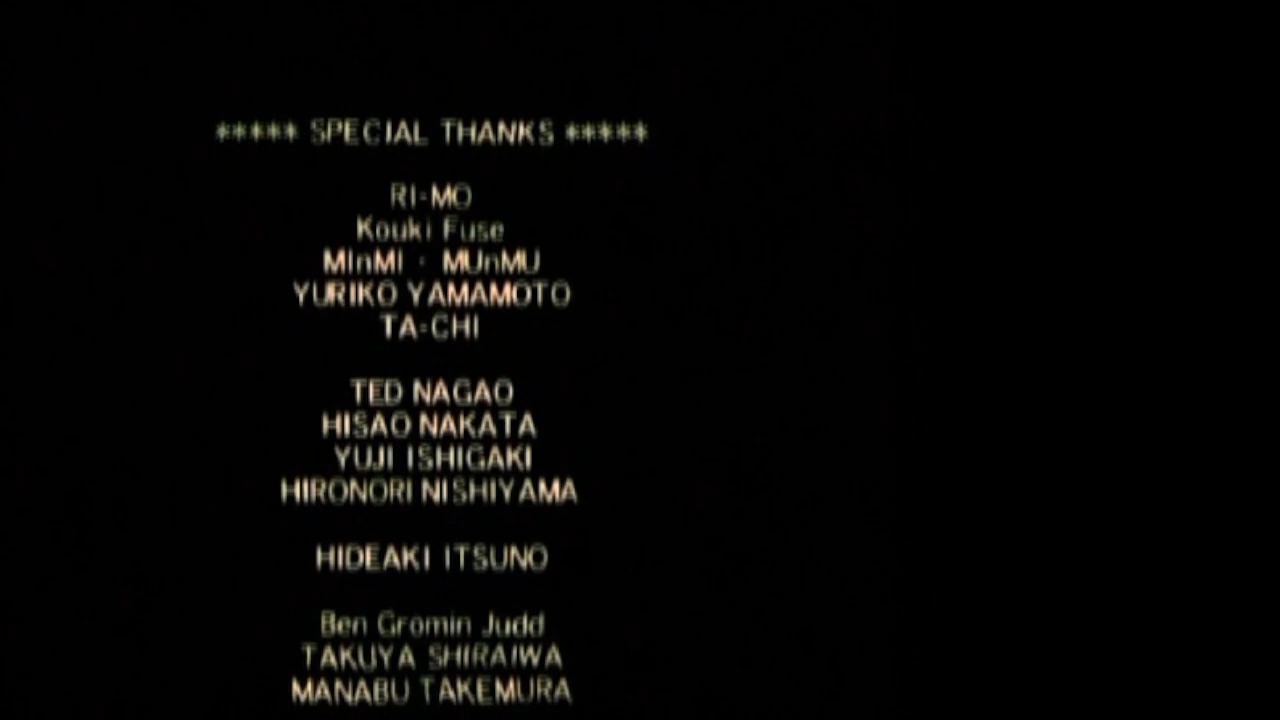 ***** SPECIAL THANKS *****
RI-MO
Kouki Fuse
MInMI · MUnMU
YURIKO YAMAMOTO
TA-CHI
TED NAGAO
HISAO NAKATA
YUJI ISHIGAKI
HIRONORI NISHIYAMA
HIDEAKI ITSUNO
Ben Gromin Judd
TAKUYA SHIRAIWA
MANABU TAKEMURA